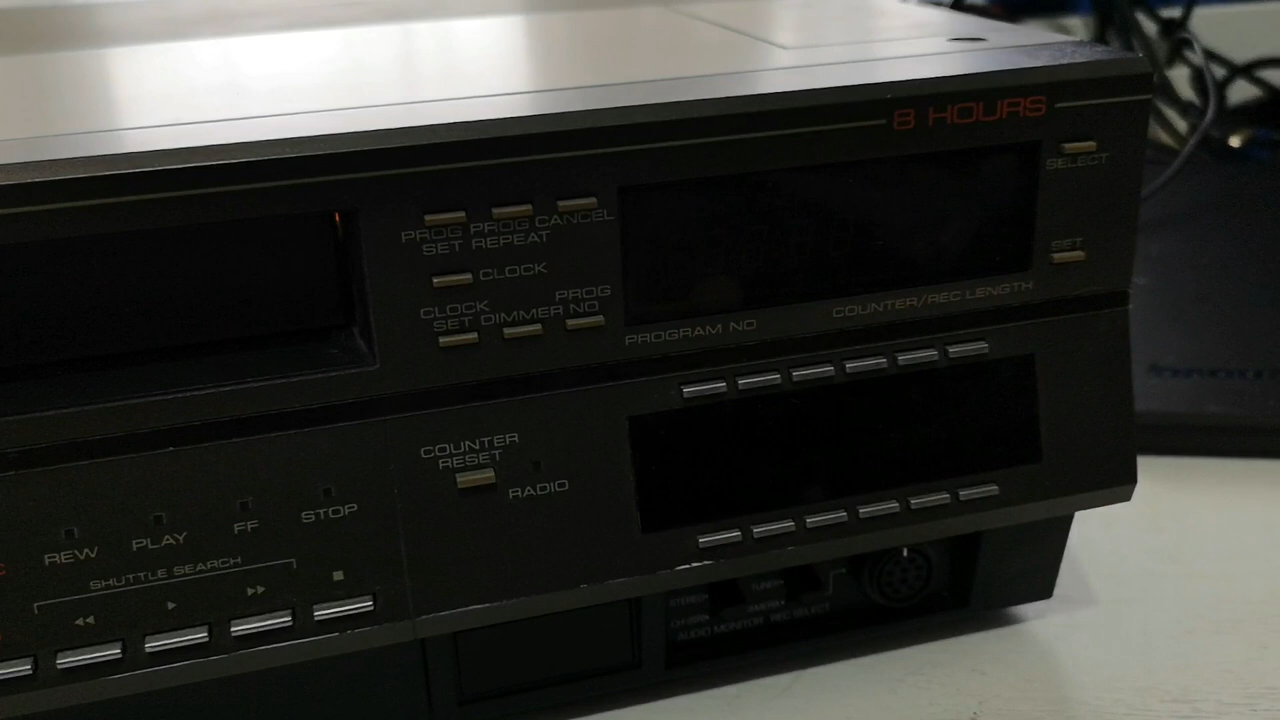 8 HOURS
SELECT
PROG PROG CANCEL
SET REPEAT
SET
CLOCK
CLOCK PROG
SET DIMMER NO
COUNTER/REC LENGTH
PROGRAM NO
COUNTER
RESET
RADIO
STOP
FF
PLAY
REW
SHUTTLE SEARCH
STEREO
AUDIO MONITOR REC SELECT